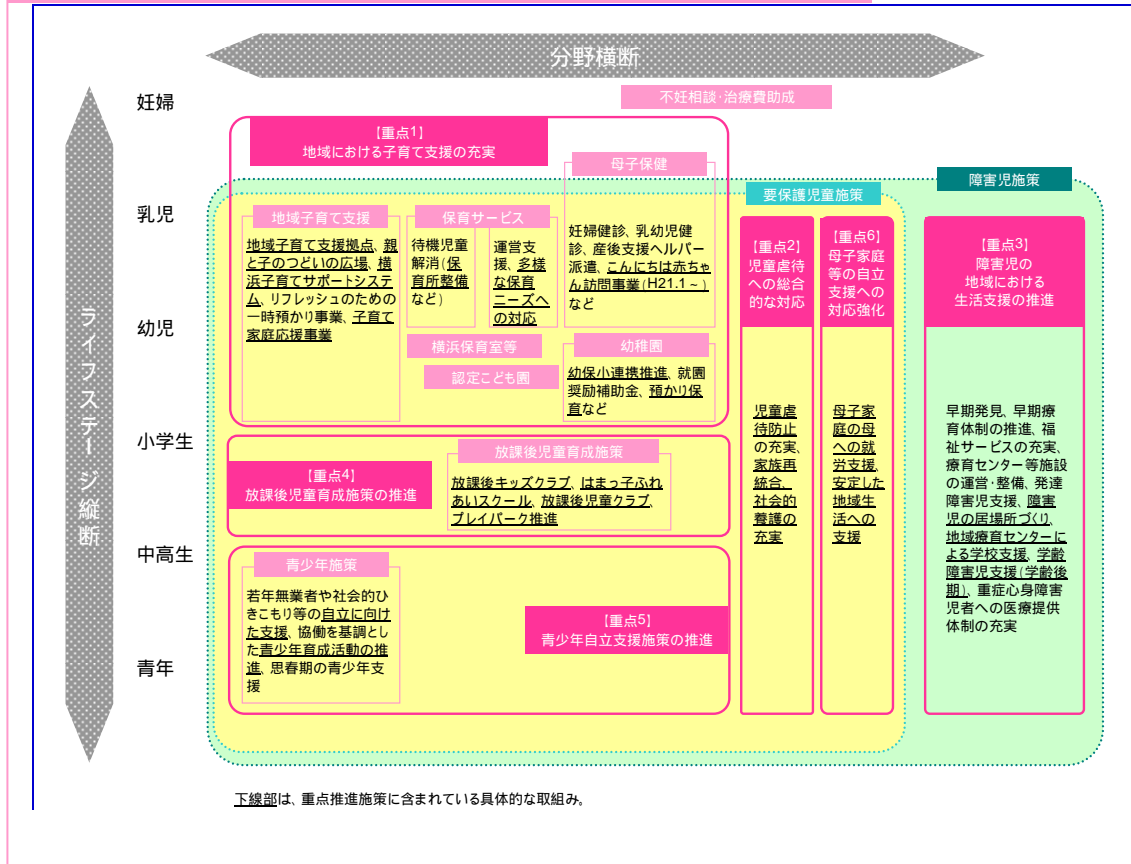 分野横断
ライフステージ縦断
妊婦
乳児
幼児
小学生
中高生
青年
不妊相談・治療費助成
【重点1】
地域における子育て支援の充実
母子保健
妊婦健診、乳幼児健
診、産後支援ヘルパー
派遣、こんにちは赤ちゃ
ん訪問事業(H21.1～)
など
地域子育て支援
地域子育て支援拠点、親
と子のつどいの広場、横
浜子育てサポートシステ
ム、リフレッシュのための
一時預かり事業、子育て
家庭応援事業
保育サービス
待機児童
解消(保
育所整備
など)
運営支
援、多様
な保育
ニーズへ
の対応
横浜保育室等
認定こども園
幼稚園
幼保小連携推進、就園
奨励補助金、預かり保
育など
【重点4】
放課後児童育成施策の推進
放課後児童育成施策
放課後キッズクラブ、はまっ子ふれ
あいスクール、放課後児童クラブ、
プレイパーク推進
青少年施策
若年無業者や社会的ひ
きこもり等の自立に向け
た支援、協働を基調とし
た青少年育成活動の推
進、思春期の青少年支
援
【重点5】
青少年自立支援施策の推進
要保護児童施策
【重点2】
児童虐待
への総合
的な対応
児童虐
待防止
の充実、
家族再
統合、
社会的
養護の
充実
【重点6】
母子家庭
等の自立
支援への
対応強化
母子家
庭の母
への就
労支援、
安定した
地域生
活への
支援
障害児施策
【重点3】
障害児の
地域における
生活支援の推進
早期発見、早期療
育体制の推進、福
祉サービスの充実、
療育センター等施設
の運営・整備、発達
障害児支援、障害
児の居場所づくり、
地域療育センターに
よる学校支援、学齢
障害児支援(学齢後
期)、重症心身障害
児者への医療提供
体制の充実
下線部は、重点推進施策に含まれている具体的な取組み。